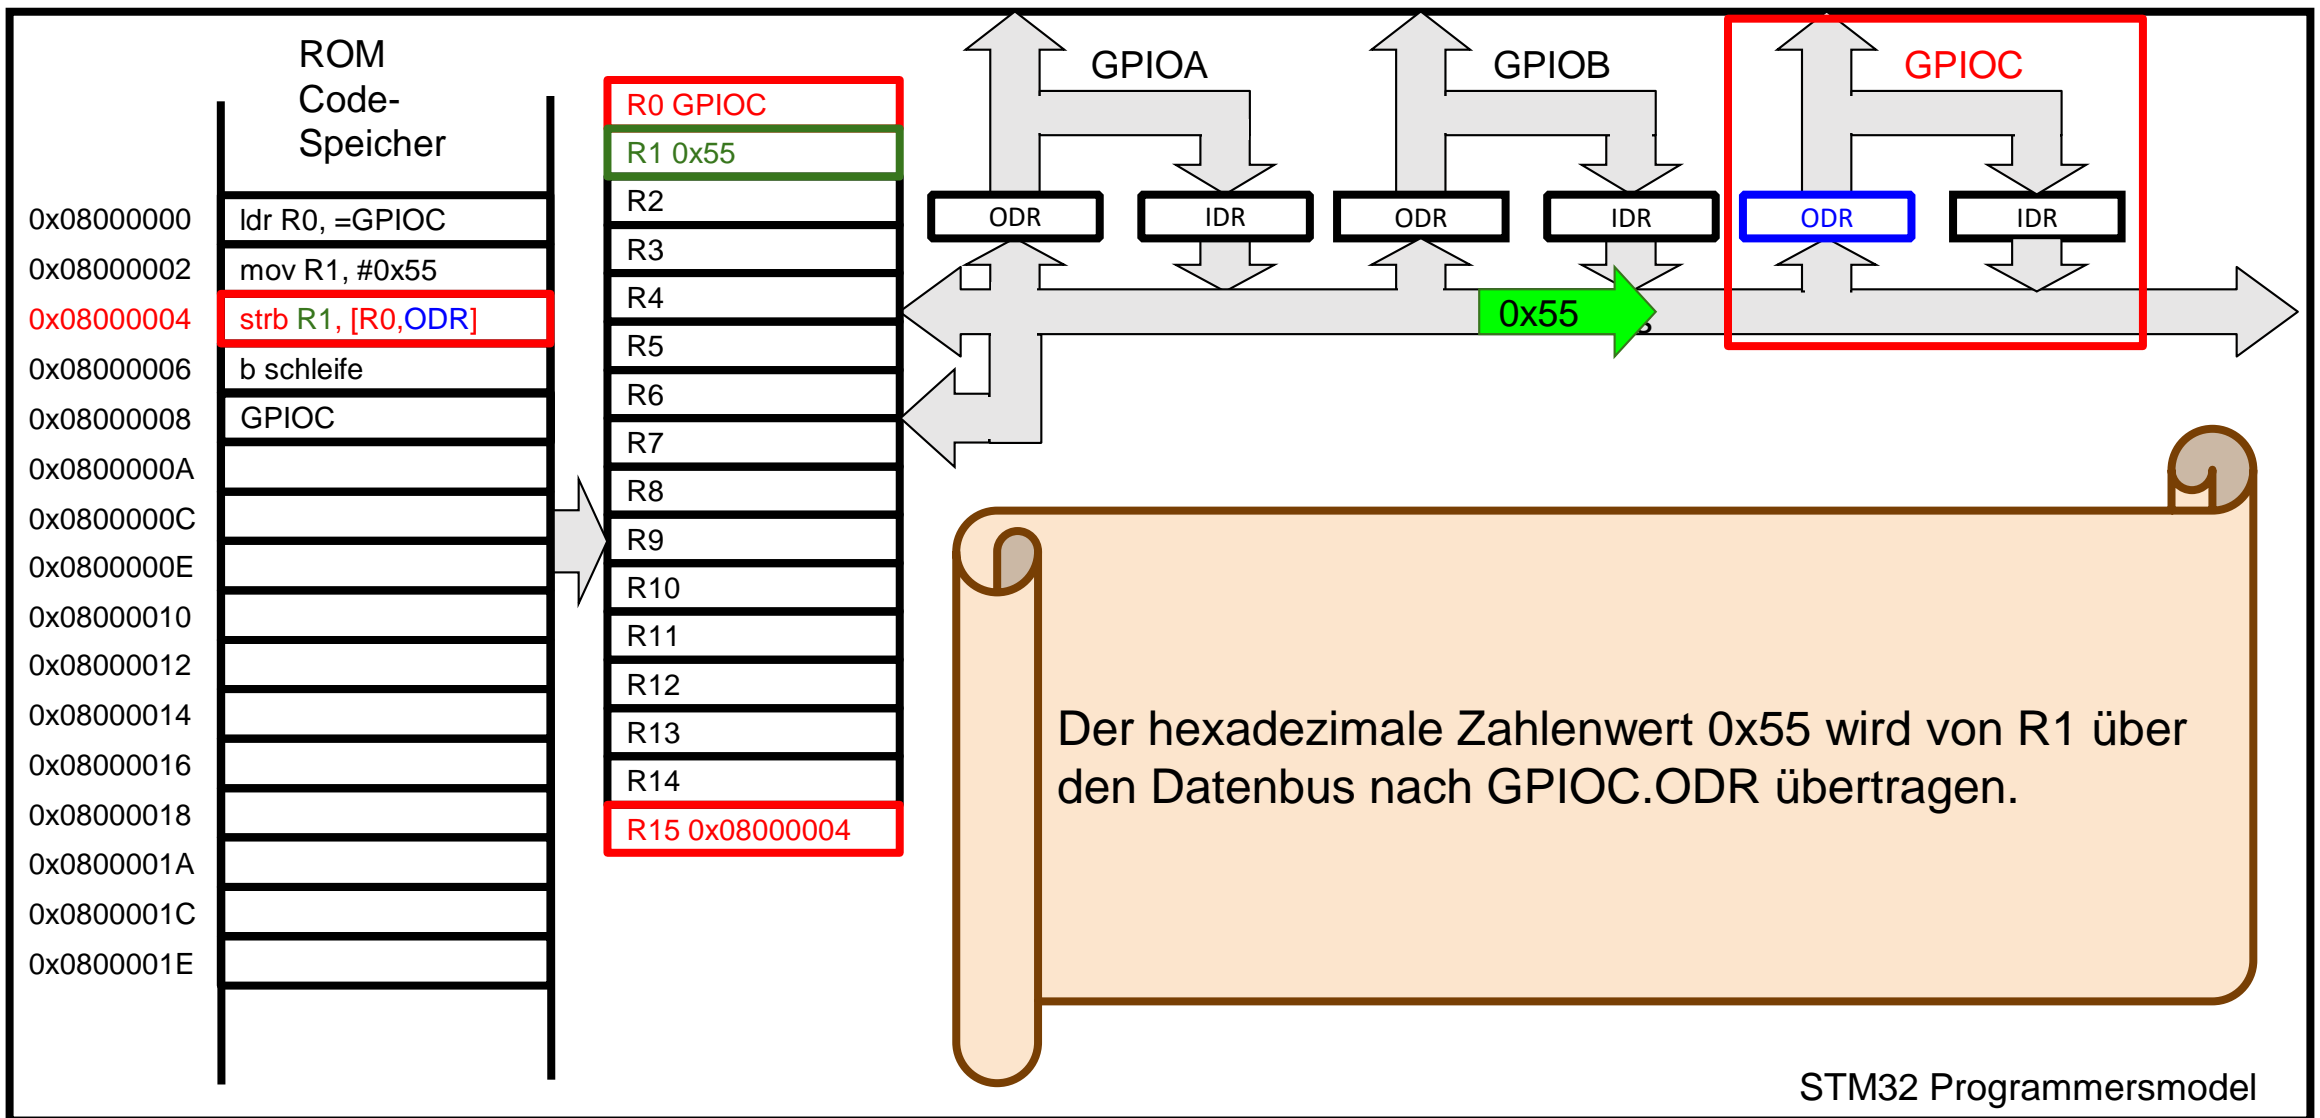 ROM
Code-
Speicher
0x08000000 ldr R0, =GPIOC
0x08000002 mov R1, #0x55
0x08000004 strb R1, [R0,ODR]
0x08000006 b schleife
0x08000008 GPIOC
0x0800000A
0x0800000C
0x0800000E
0x08000010
0x08000012
0x08000014
0x08000016
0x08000018
0x0800001A
0x0800001C
0x0800001E
R0 GPIOC
R1 0x55
R2
R3
R4
R5
R6
R7
R8
R9
R10
R11
R12
R13
R14
R15 0x08000004
GPIOA
GPIOB
GPIOC
ODR
IDR
ODR
IDR
ODR
IDR
0x55
Der hexadezimale Zahlenwert 0x55 wird von R1 über
den Datenbus nach GPIOC.ODR übertragen.
STM32 Programmersmodel